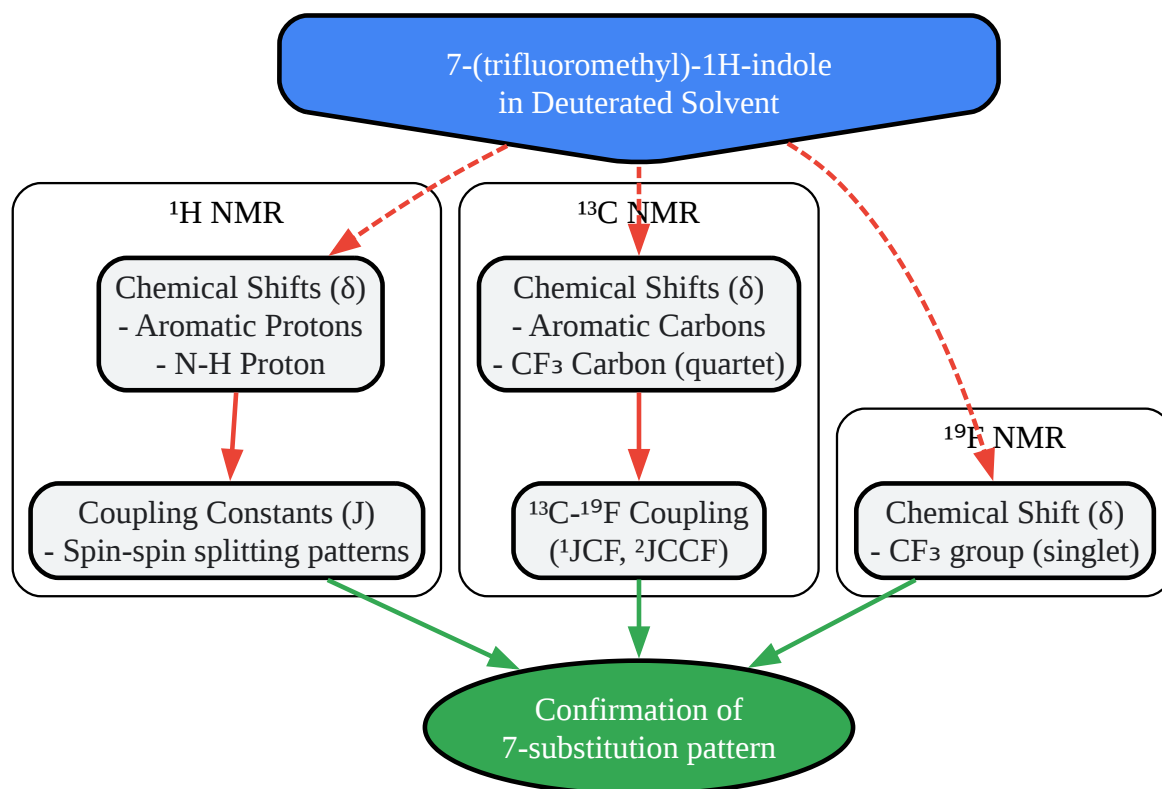 7-(trifluoromethyl)-1H-indole
in Deuterated Solvent
¹H NMR
Chemical Shifts (δ)
- Aromatic Protons
- N-H Proton
Coupling Constants (J)
- Spin-spin splitting patterns
¹³C NMR
Chemical Shifts (δ)
- Aromatic Carbons
- CF₃ Carbon (quartet)
¹³C-¹⁹F Coupling
(¹JCF, ²JCCF)
¹⁹F NMR
Chemical Shift (δ)
- CF₃ group (singlet)
Confirmation of
7-substitution pattern